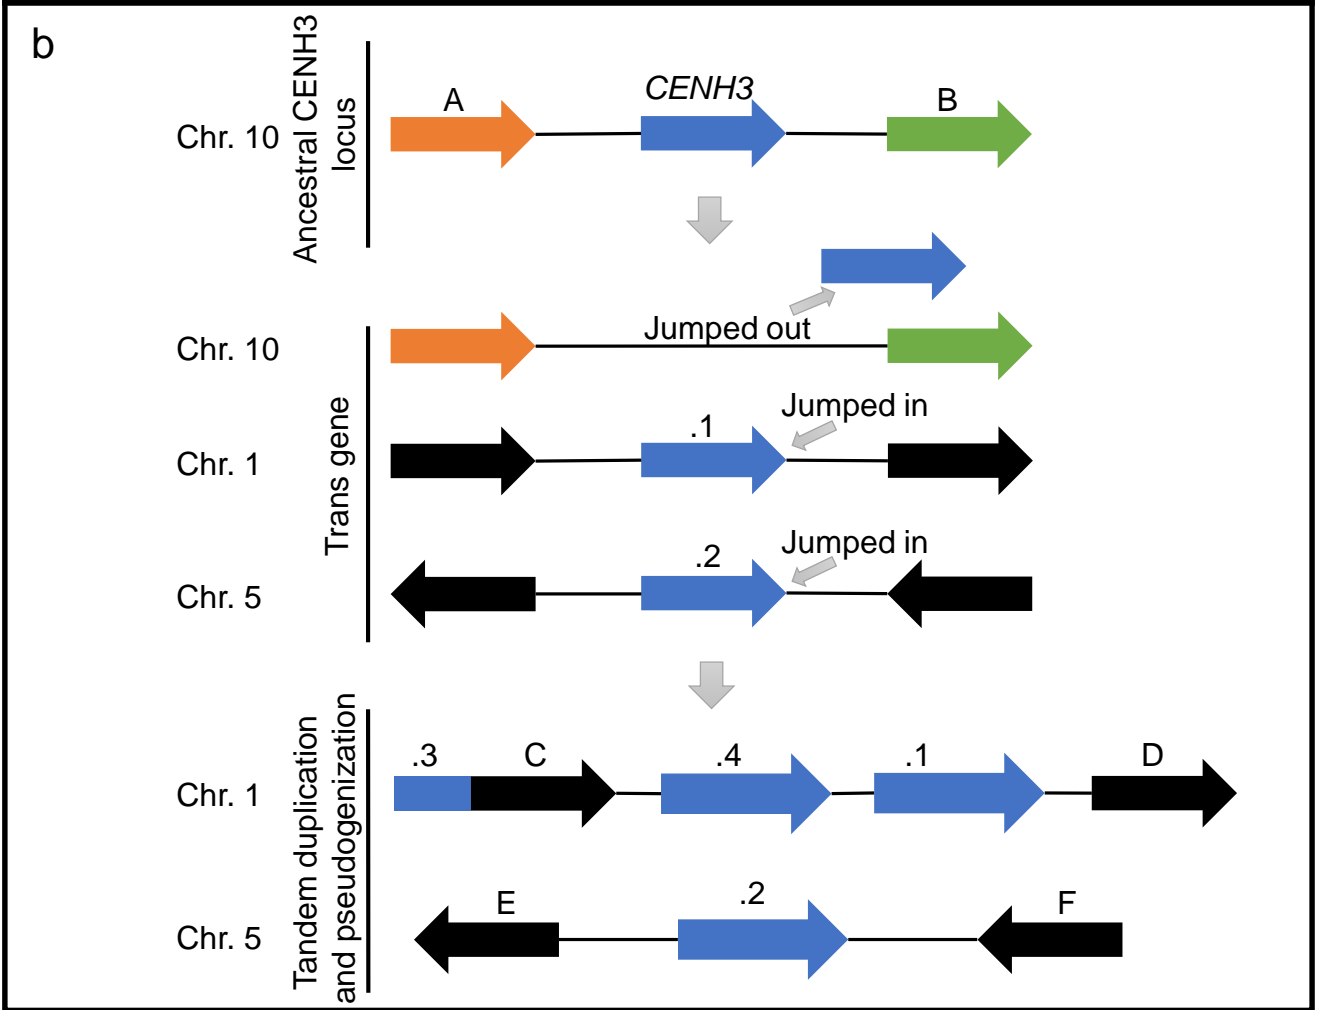 b
Ancestral CENH3
locus
Chr. 10
A
CENH3
B
Trans gene
Chr. 10
Jumped out
Chr. 1
.1
Jumped in
Chr. 5
.2
Jumped in
Tandem duplication
and pseudogenization
Chr. 1
.3
C
.4
.1
D
Chr. 5
E
.2
F